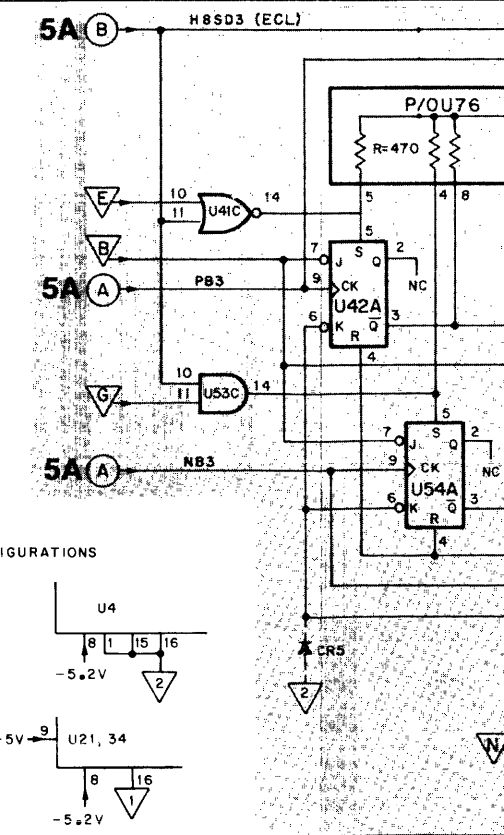 5A B H8SD3 (ECL)
P/OU76
R=470
5 4 8
E 10 14
11 U41C
5
B 7 J S Q 2
NC
5A A PB3 9 CK
U42A
6 K Q 3
R
4
10
14
G 11 U53C
5
7 J S Q 2
5A A NB3 9 CK NC
U54A
6 K Q 3
R
4
IGURATIONS
U4
8 1 15 16
-5.2V 2
CR5
2
-5V 9 U21, 34
8 16
-5.2V 1
N